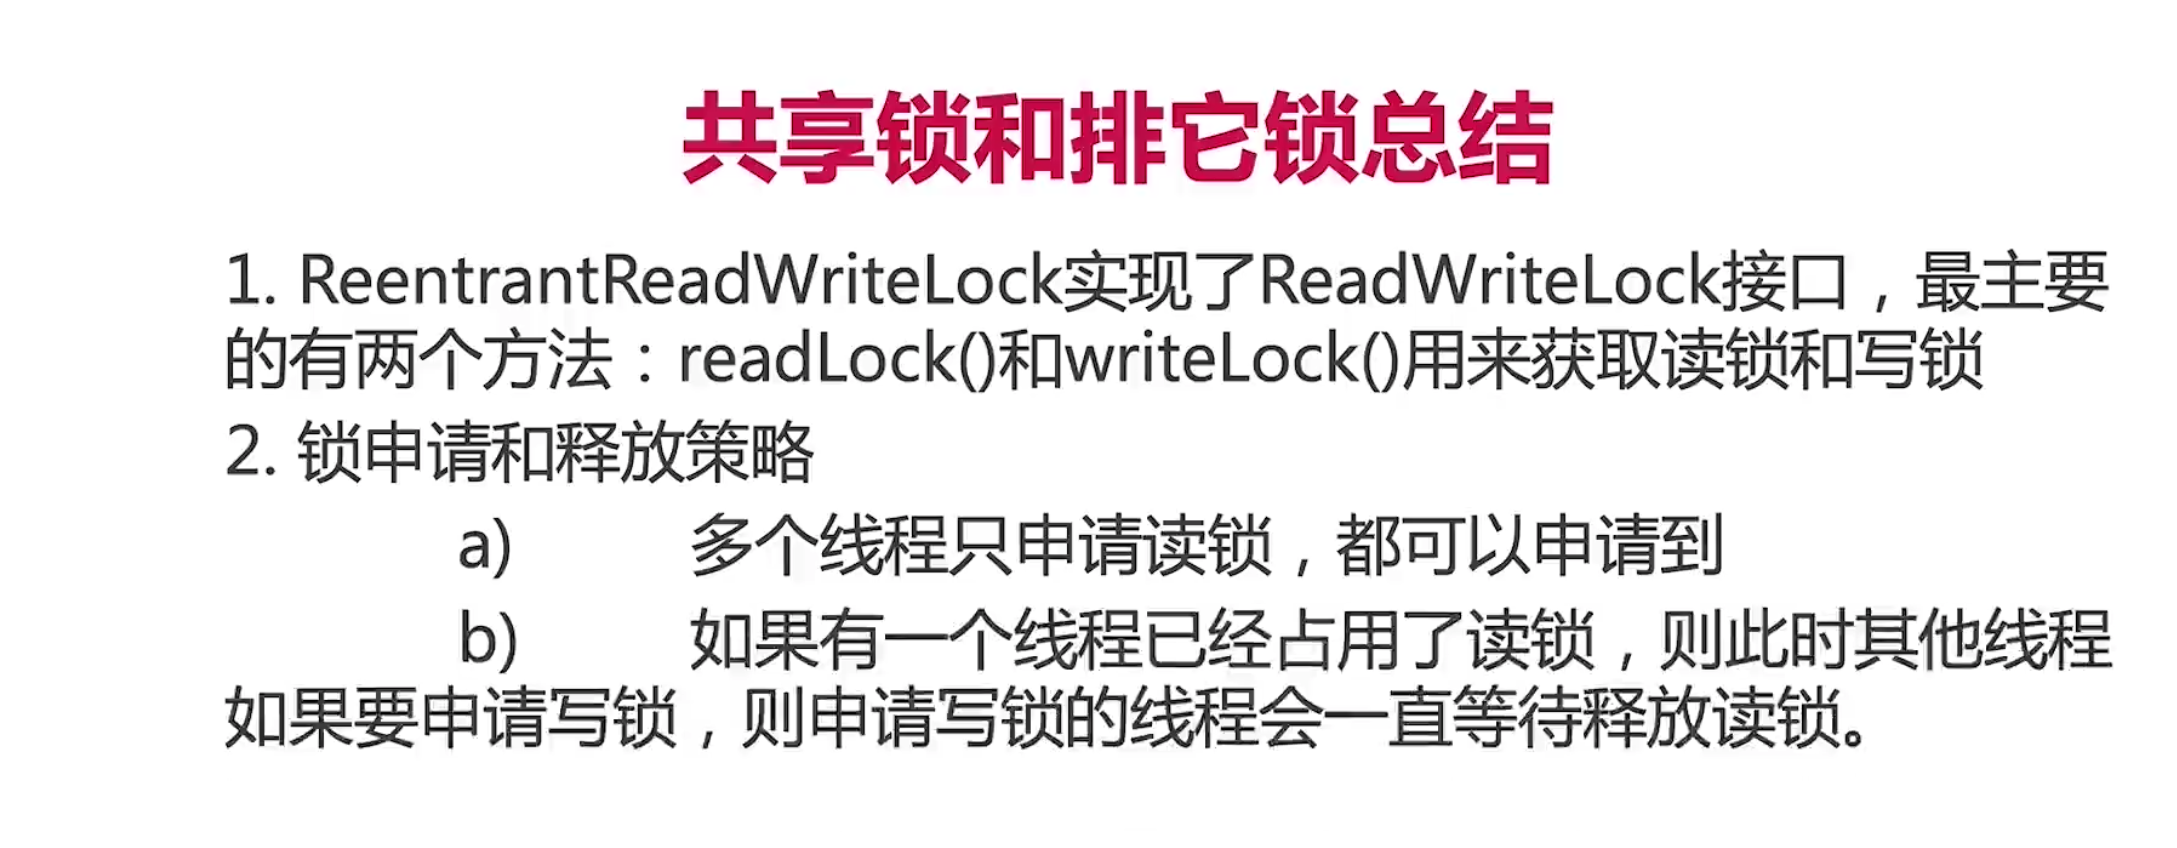 共享锁和排它锁总结
1. ReentrantReadWriteLock实现了ReadWriteLock接口，最主要
的有两个方法：readLock()和writeLock()用来获取读锁和写锁
2. 锁申请和释放策略
a) 多个线程只申请读锁，都可以申请到
b) 如果有一个线程已经占用了读锁，则此时其他线程
如果要申请写锁，则申请写锁的线程会一直等待释放读锁。